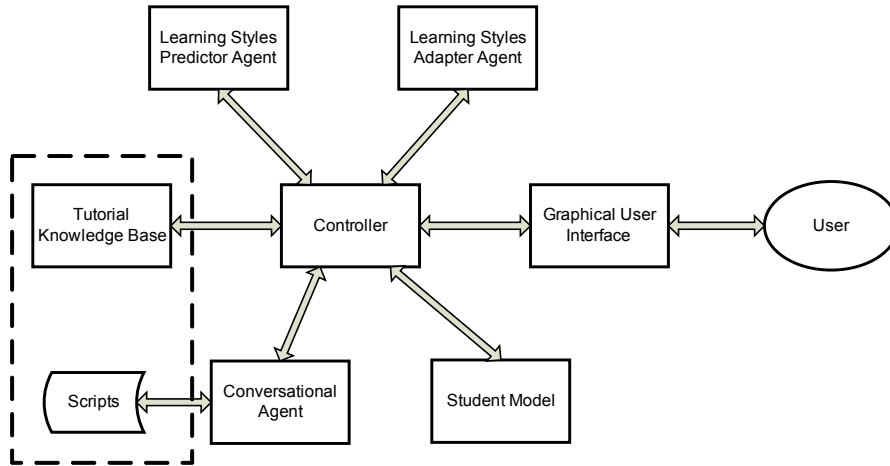 Learning Styles
Predictor Agent
Learning Styles
Adapter Agent
Tutorial
Knowledge Base
Controller
Graphical User
Interface
User
Scripts
Conversational
Agent
Student Model